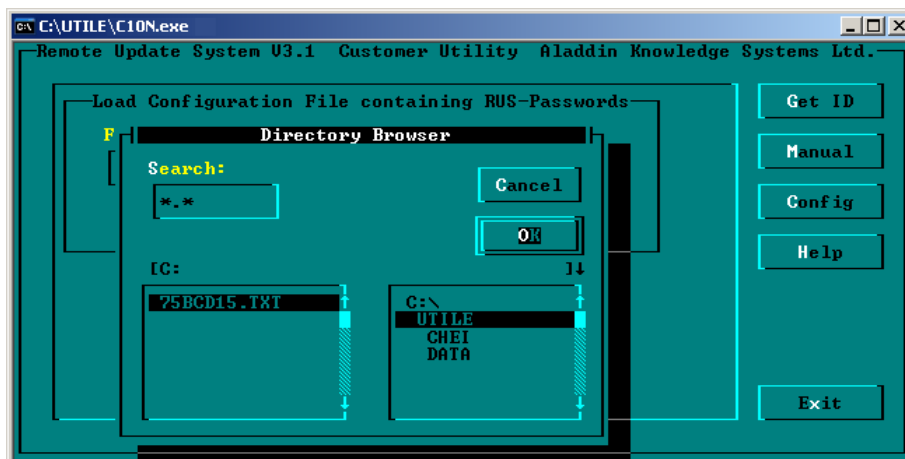 C:\UTILE\C10N.exe
Remote Update System V3.1 Customer Utility Aladdin Knowledge Systems Ltd.
Load Configuration File containing RUS-Passwords
Get ID
F
Directory Browser
Manual
Search:
Cancel
*.*
Config
OK
Help
[C:
]↓
75BCD15.TXT
C:\
UTILE
CHEI
DATA
Exit